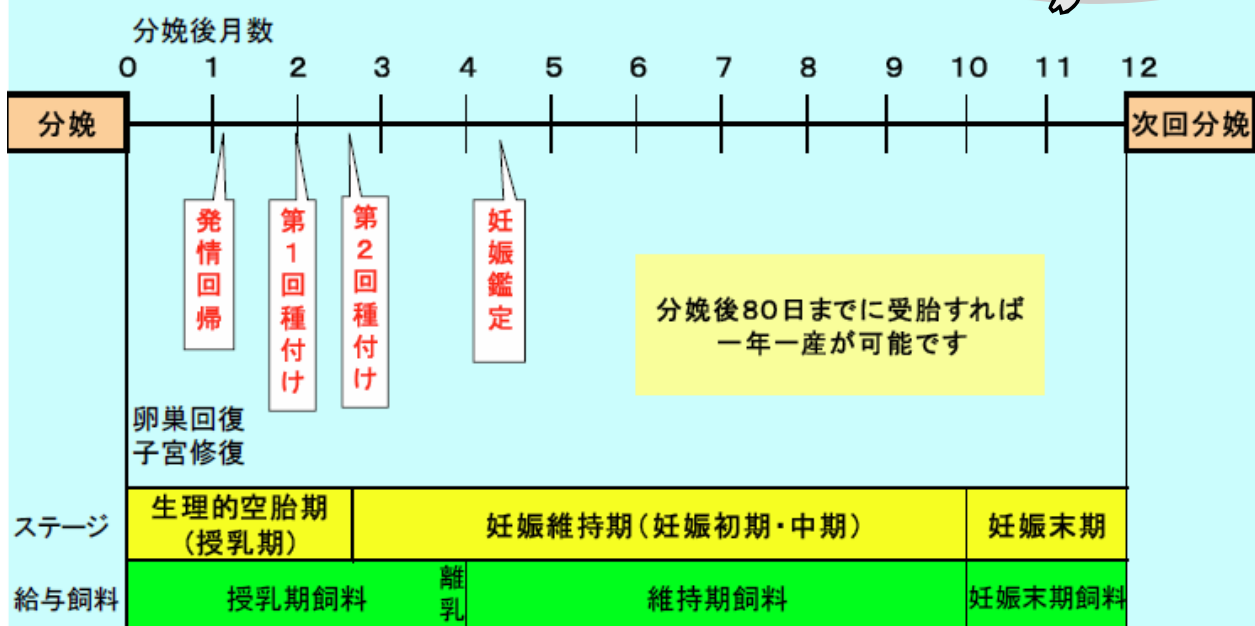 分娩後月数
0 1 2 3 4 5 6 7 8 9 10 11 12
分娩
次回分娩
発情回帰
第1回種付け
第2回種付け
妊娠鑑定
分娩後80日までに受胎すれば
一年一産が可能です
卵巣回復
子宮修復
ステージ
生理的空胎期
(授乳期)
妊娠維持期(妊娠初期・中期)
妊娠末期
給与飼料
授乳期飼料
離乳
維持期飼料
妊娠末期飼料